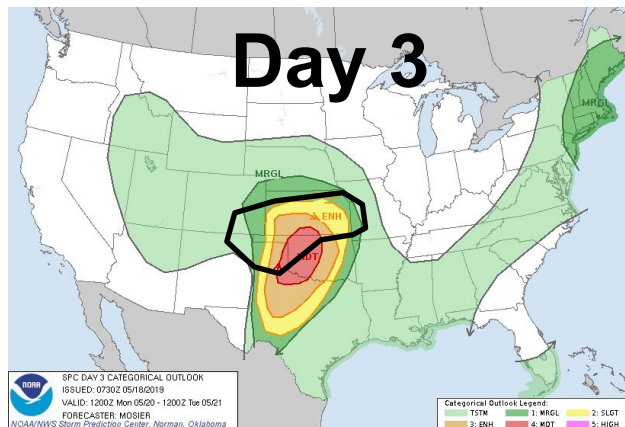 Day 3
MRGL
MRGL
ENH
MDT
NOAA
SPC DAY 3 CATEGORICAL OUTLOOK
ISSUED: 0730Z 05/18/2019
VALID: 1200Z Mon 05/20 - 1200Z Tue 05/21
FORECASTER: MOSIER
NOAA/NWS Storm Prediction Center, Norman, Oklahoma
Categorical Outlook Legend:
TSTM 1: MRGL 2: SLGT
3: ENH 4: MDT 5: HIGH